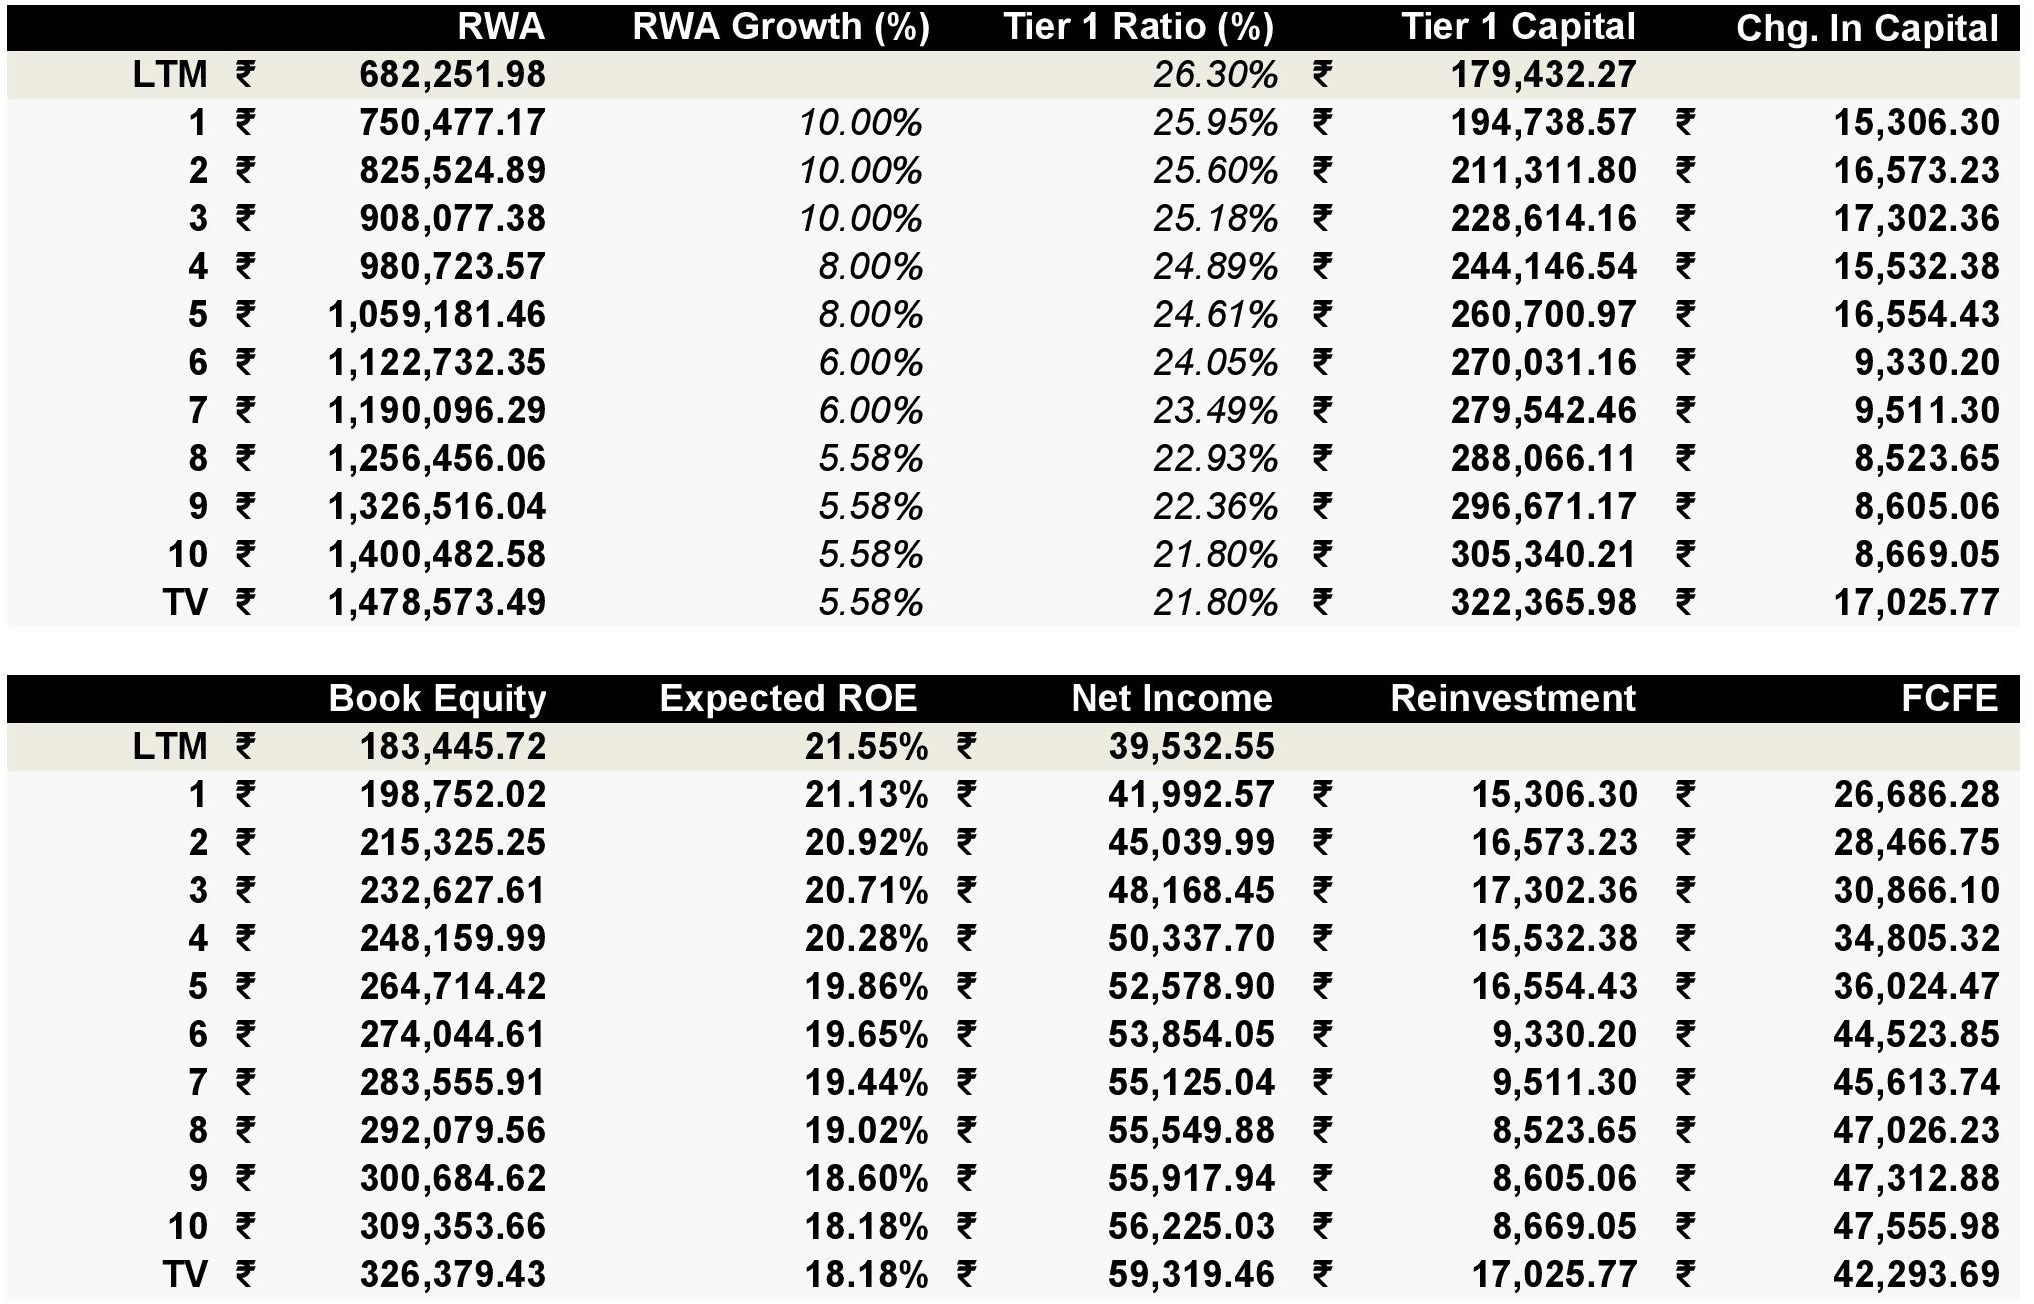 RWA RWA Growth (%) Tier 1 Ratio (%) Tier 1 Capital Chg. In Capital
LTM ₹ 682,251.98 26.30% ₹ 179,432.27
1 ₹ 750,477.17 10.00% 25.95% ₹ 194,738.57 ₹ 15,306.30
2 ₹ 825,524.89 10.00% 25.60% ₹ 211,311.80 ₹ 16,573.23
3 ₹ 908,077.38 10.00% 25.18% ₹ 228,614.16 ₹ 17,302.36
4 ₹ 980,723.57 8.00% 24.89% ₹ 244,146.54 ₹ 15,532.38
5 ₹ 1,059,181.46 8.00% 24.61% ₹ 260,700.97 ₹ 16,554.43
6 ₹ 1,122,732.35 6.00% 24.05% ₹ 270,031.16 ₹ 9,330.20
7 ₹ 1,190,096.29 6.00% 23.49% ₹ 279,542.46 ₹ 9,511.30
8 ₹ 1,256,456.06 5.58% 22.93% ₹ 288,066.11 ₹ 8,523.65
9 ₹ 1,326,516.04 5.58% 22.36% ₹ 296,671.17 ₹ 8,605.06
10 ₹ 1,400,482.58 5.58% 21.80% ₹ 305,340.21 ₹ 8,669.05
TV ₹ 1,478,573.49 5.58% 21.80% ₹ 322,365.98 ₹ 17,025.77
Book Equity Expected ROE Net Income Reinvestment FCFE
LTM ₹ 183,445.72 21.55% ₹ 39,532.55
1 ₹ 198,752.02 21.13% ₹ 41,992.57 ₹ 15,306.30 ₹ 26,686.28
2 ₹ 215,325.25 20.92% ₹ 45,039.99 ₹ 16,573.23 ₹ 28,466.75
3 ₹ 232,627.61 20.71% ₹ 48,168.45 ₹ 17,302.36 ₹ 30,866.10
4 ₹ 248,159.99 20.28% ₹ 50,337.70 ₹ 15,532.38 ₹ 34,805.32
5 ₹ 264,714.42 19.86% ₹ 52,578.90 ₹ 16,554.43 ₹ 36,024.47
6 ₹ 274,044.61 19.65% ₹ 53,854.05 ₹ 9,330.20 ₹ 44,523.85
7 ₹ 283,555.91 19.44% ₹ 55,125.04 ₹ 9,511.30 ₹ 45,613.74
8 ₹ 292,079.56 19.02% ₹ 55,549.88 ₹ 8,523.65 ₹ 47,026.23
9 ₹ 300,684.62 18.60% ₹ 55,917.94 ₹ 8,605.06 ₹ 47,312.88
10 ₹ 309,353.66 18.18% ₹ 56,225.03 ₹ 8,669.05 ₹ 47,555.98
TV ₹ 326,379.43 18.18% ₹ 59,319.46 ₹ 17,025.77 ₹ 42,293.69